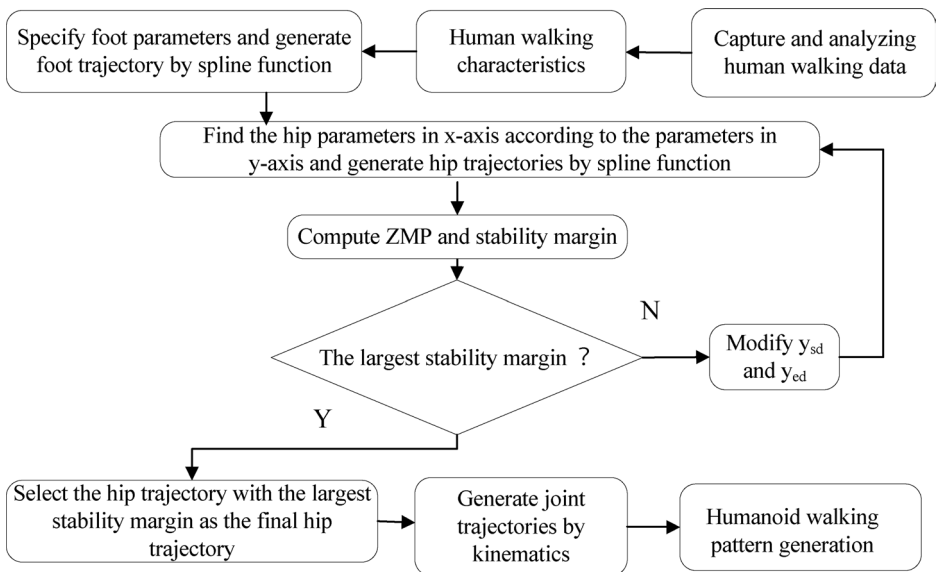 Specify foot parameters and generate
foot trajectory by spline function
Human walking
characteristics
Capture and analyzing
human walking data
Find the hip parameters in x-axis according to the parameters in
y-axis and generate hip trajectories by spline function
Compute ZMP and stability margin
The largest stability margin ？
N
Modify ysd
and yed
Y
Select the hip trajectory with the largest
stability margin as the final hip
trajectory
Generate joint
trajectories by
kinematics
Humanoid walking
pattern generation